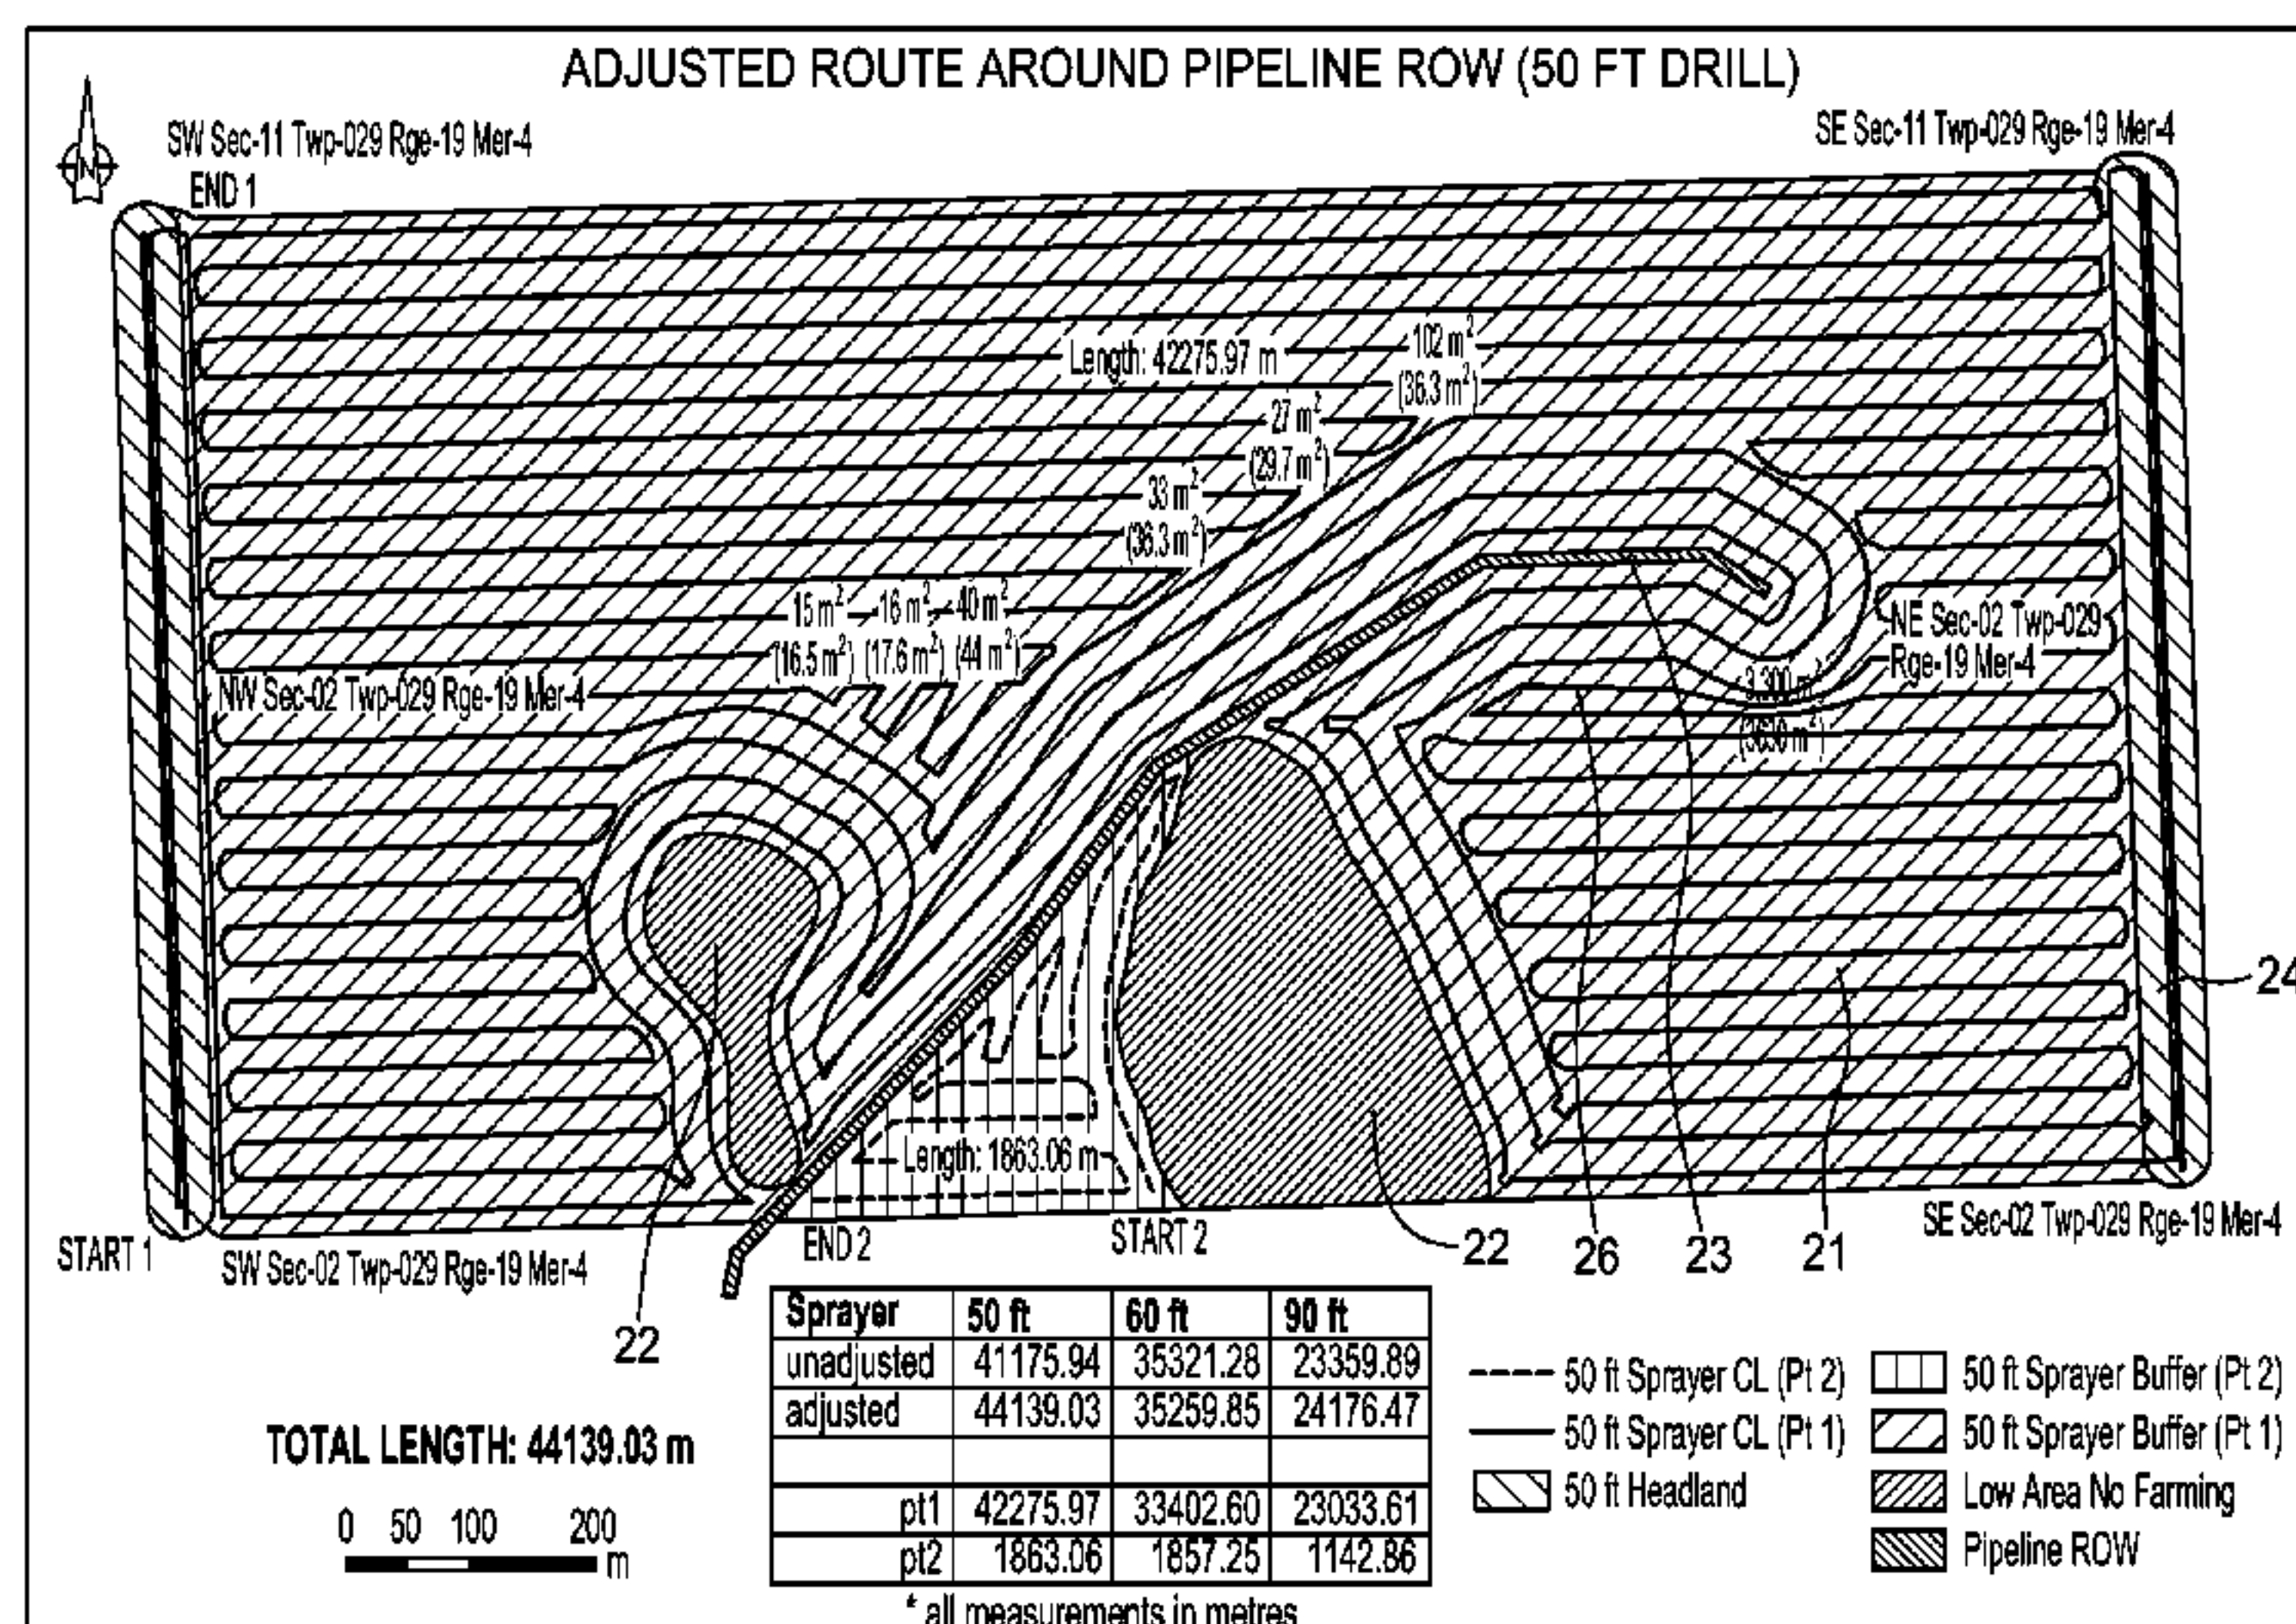 ADJUSTED ROUTE AROUND PIPELINE ROW (50 FT DRILL)
N
SW Sec-11 Twp-029 Rge-19 Mer-4
END 1
SE Sec-11 Twp-029 Rge-19 Mer-4
Length: 42275.97 m
102 m²
(36.3 m²)
27 m²
(29.7 m²)
33 m²
(36.3 m²)
15 m² 16 m² 40 m²
(16.5 m²) (17.6 m²) (44 m²)
NE Sec-02 Twp-029
Rge-19 Mer-4
NW Sec-02 Twp-029 Rge-19 Mer-4
3,300 m²
(3630 m²)
24
Length: 1863.06 m
START 1
SW Sec-02 Twp-029 Rge-19 Mer-4
END 2
START 2
22
26
23
21
SE Sec-02 Twp-029 Rge-19 Mer-4
22
Sprayer 50 ft 60 ft 90 ft
unadjusted 41175.94 35321.28 23359.89
adjusted 44139.03 35259.85 24176.47
pt1 42275.97 33402.60 23033.61
pt2 1863.06 1857.25 1142.86
* all measurements in metres
TOTAL LENGTH: 44139.03 m
0 50 100 200
m
50 ft Sprayer CL (Pt 2)
50 ft Sprayer CL (Pt 1)
50 ft Headland
50 ft Sprayer Buffer (Pt 2)
50 ft Sprayer Buffer (Pt 1)
Low Area No Farming
Pipeline ROW